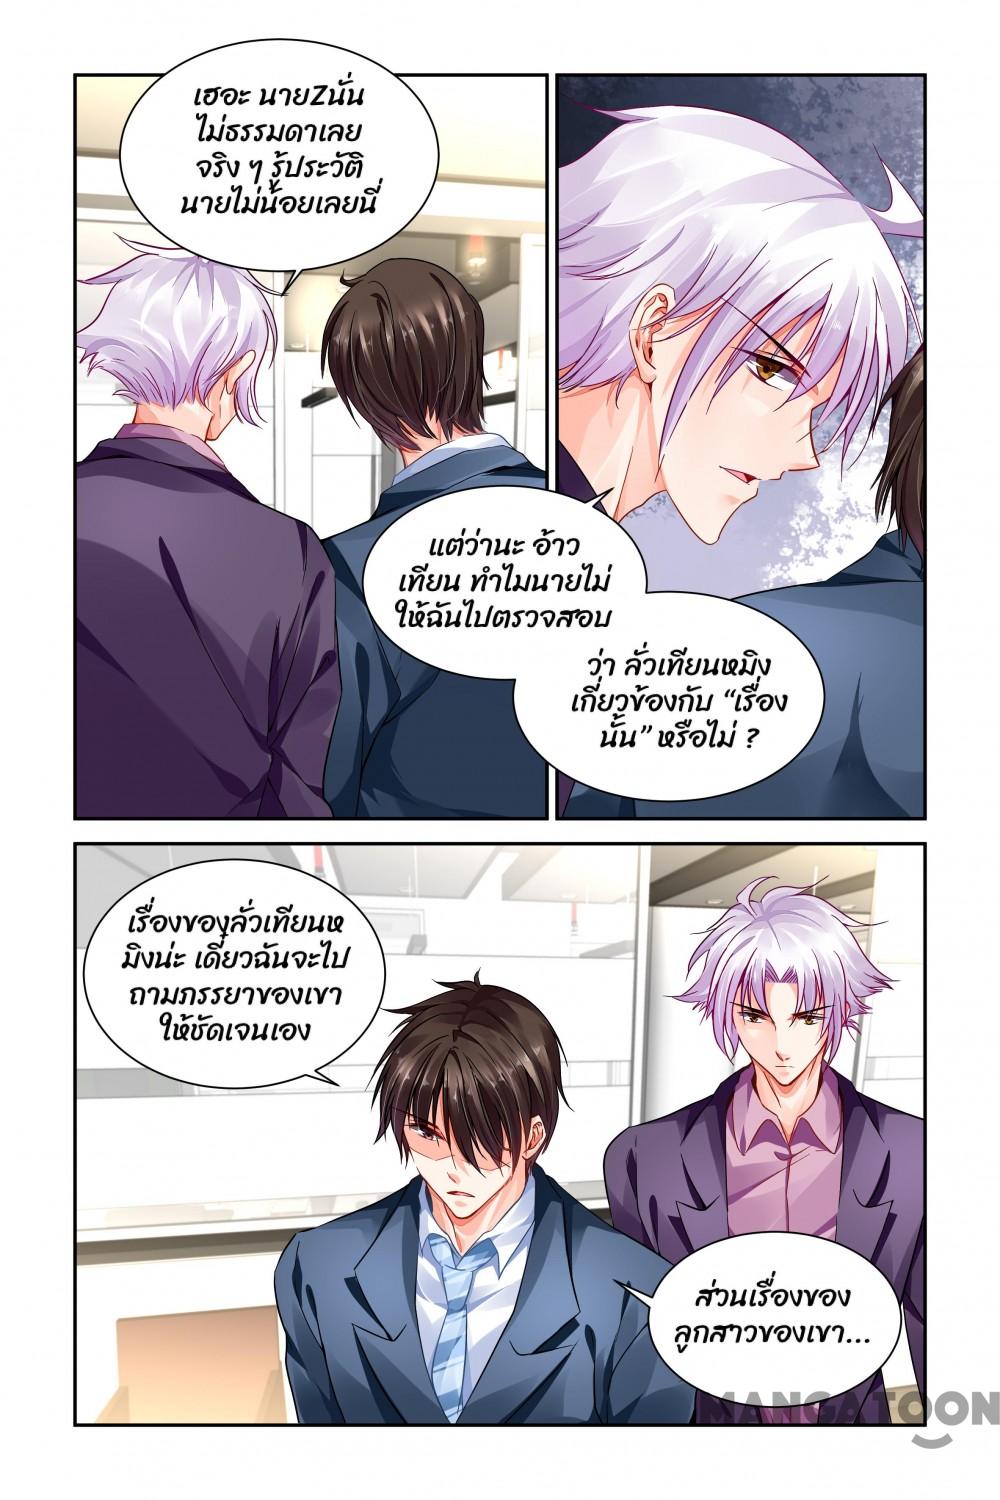 เฮอะ นายZนั่น
ไม่ธรรมดาเลย
จริง ๆ รู้ประวัติ
นายไม่น้อยเลยนี่
แต่ว่านะ อ้าว
เทียน ทำไมนายไม่
ให้ฉันไปตรวจสอบ
ว่า ลั่วเทียนหมิง
เกี่ยวข้องกับ “เรื่อง
นั้น” หรือไม่ ?
เรื่องของลั่วเทียนห
มิงน่ะ เดี๋ยวฉันจะไป
ถามภรรยาของเขา
ให้ชัดเจนเอง
ส่วนเรื่องของ
ลูกสาวของเขา...
MANGATOON